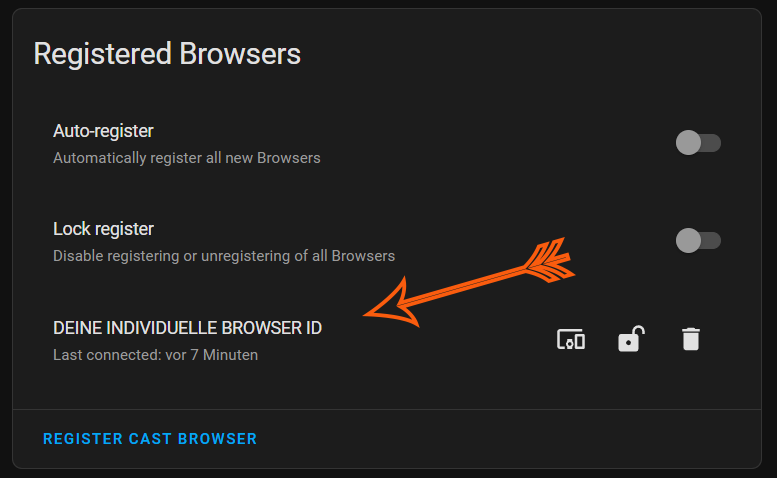 Registered Browsers
Auto-register
Automatically register all new Browsers
Lock register
Disable registering or unregistering of all Browsers
DEINE INDIVIDUELLE BROWSER ID
Last connected: vor 7 Minuten
REGISTER CAST BROWSER